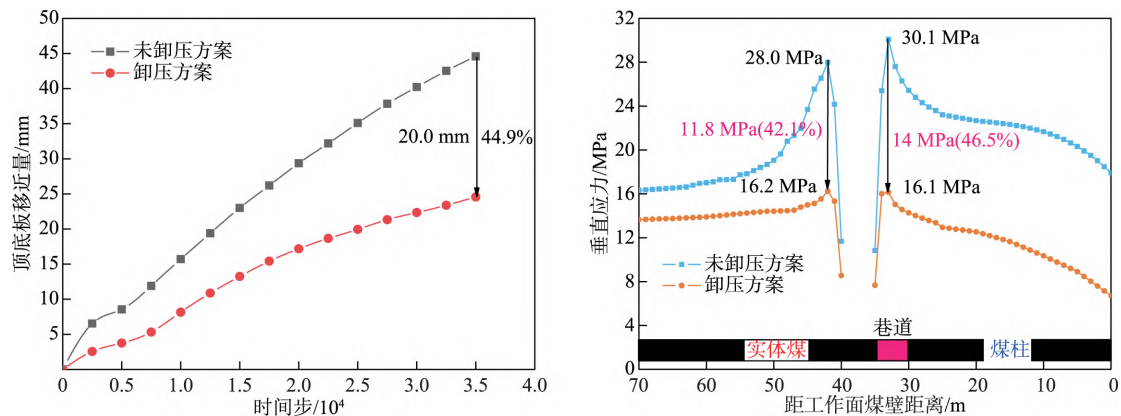 50
45
40
35
30
25
20
15
10
5
0
0.5
1.0
1.5
2.0
2.5
3.0
3.5
4.0
顶底板移近量/mm
时间步/10⁴
未卸压方案
卸压方案
20.0 mm
44.9%
32
28
24
20
16
12
8
4
0
70
60
50
40
30
20
10
0
垂直应力/MPa
距工作面煤壁距离/m
28.0 MPa
30.1 MPa
11.8 MPa(42.1%)
14 MPa(46.5%)
16.2 MPa
16.1 MPa
未卸压方案
卸压方案
巷道
实体煤
煤柱